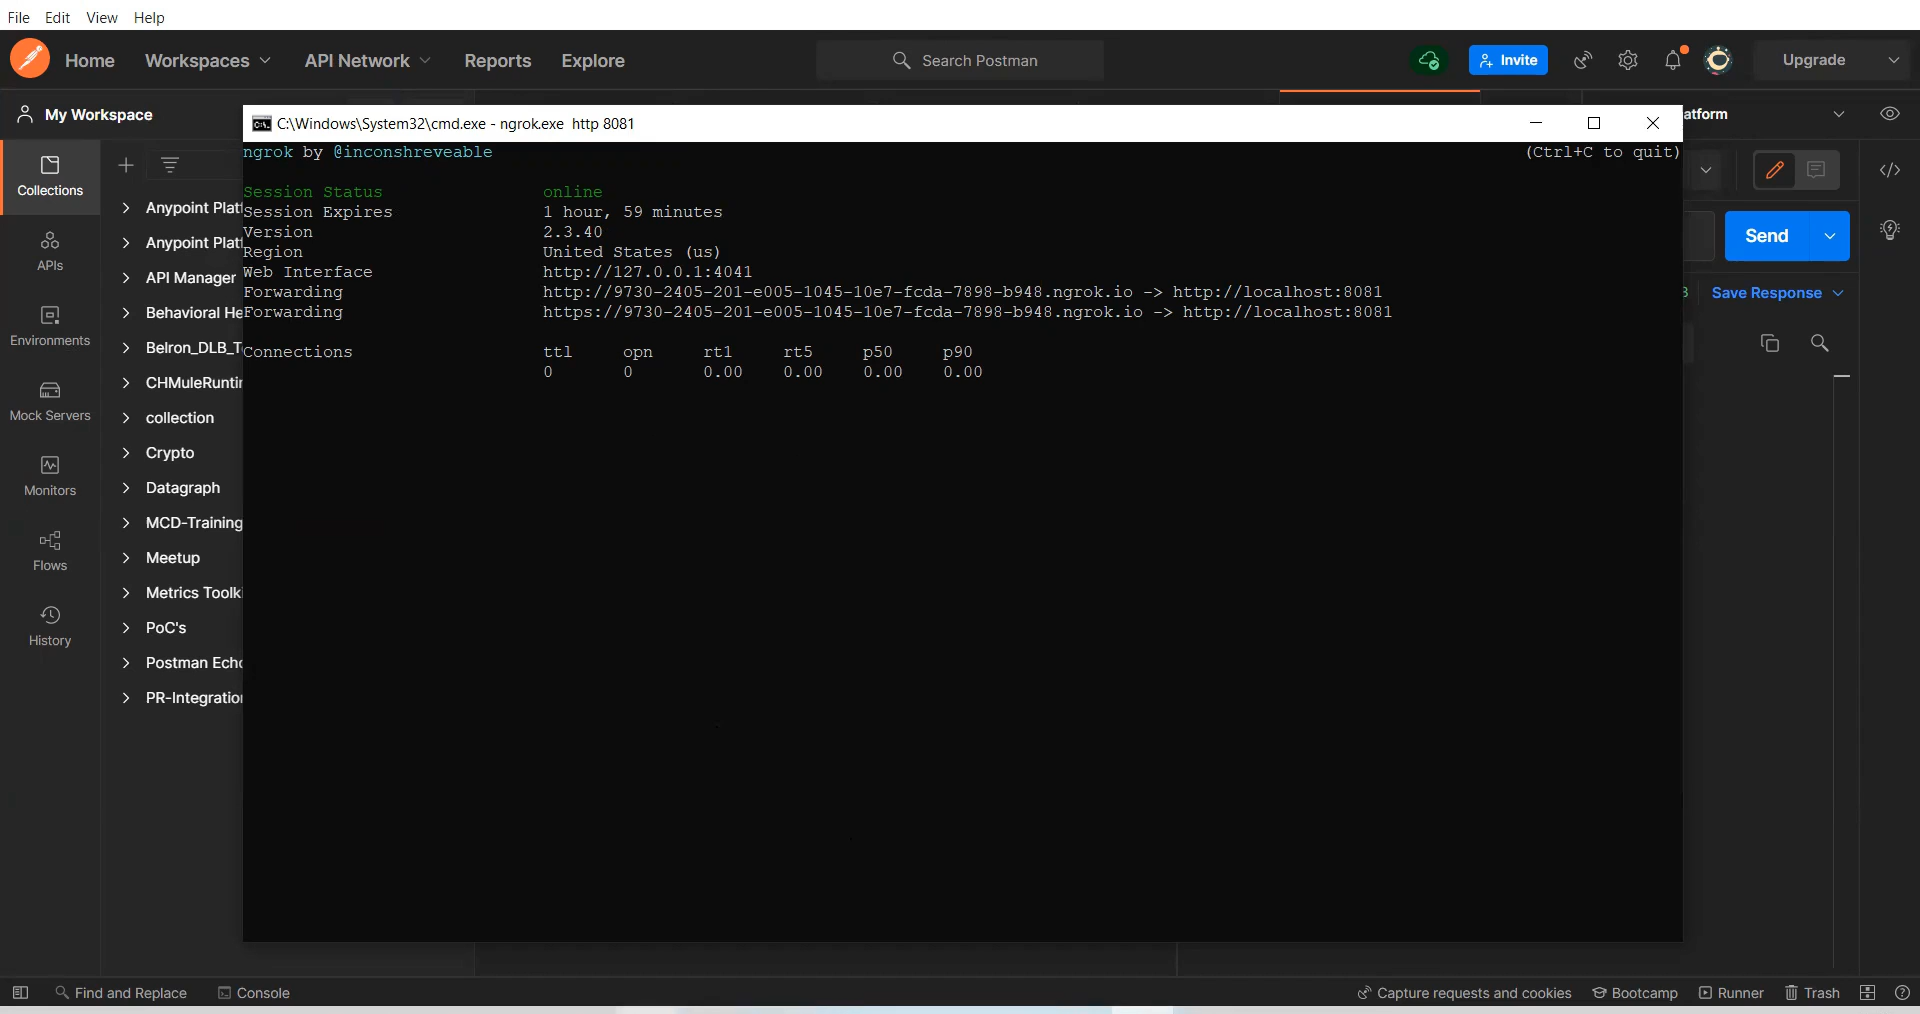 File Edit View Help
Home Workspaces API Network Reports Explore Search Postman Invite Upgrade
My Workspace
C:\Windows\System32\cmd.exe - ngrok.exe  http 8081
atform
ngrok by @inconshreveable (Ctrl+C to quit)
Session Status online
Session Expires 1 hour, 59 minutes
Version 2.3.40
Region United States (us)
Web Interface http://127.0.0.1:4041
Forwarding http://9730-2405-201-e005-1045-10e7-fcda-7898-b948.ngrok.io -> http://localhost:8081
Forwarding https://9730-2405-201-e005-1045-10e7-fcda-7898-b948.ngrok.io -> http://localhost:8081
Connections ttl opn rt1 rt5 p50 p90
0 0 0.00 0.00 0.00 0.00
Collections
APIs
Environments
Mock Servers
Monitors
Flows
History
Anypoint Platf
Anypoint Platf
API Manager
Behavioral He
Belron_DLB_T
CHMuleRuntin
collection
Crypto
Datagraph
MCD-Training
Meetup
Metrics Toolk
PoC's
Postman Echo
PR-Integration
Send
Save Response
Find and Replace Console Capture requests and cookies Bootcamp Runner Trash